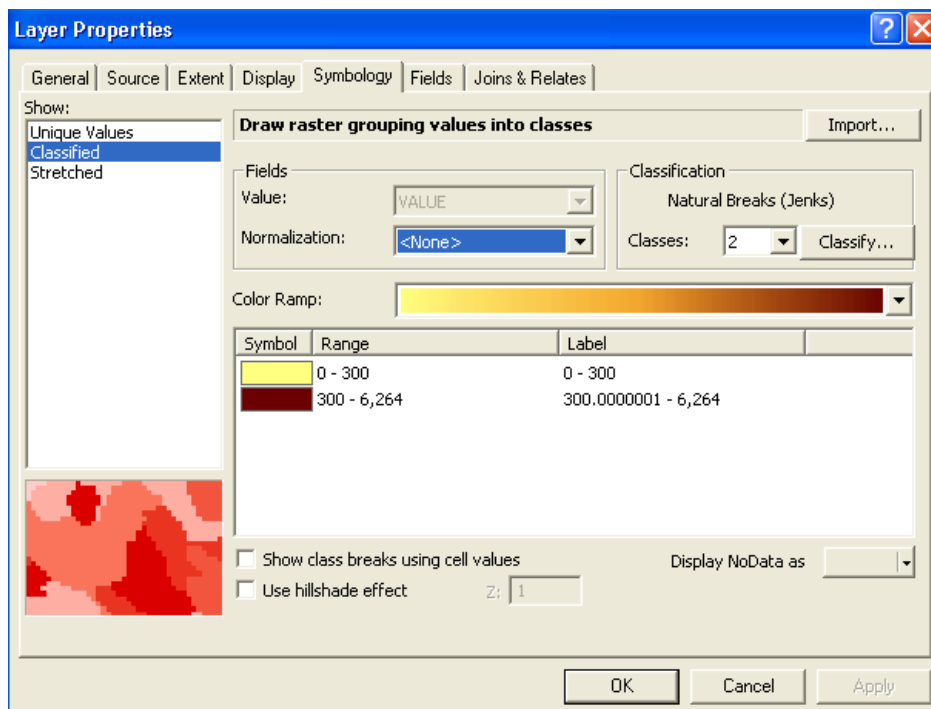 Layer Properties
General Source Extent Display Symbology Fields Joins & Relates
Show:
Unique Values
Classified
Stretched
Draw raster grouping values into classes
Import...
Fields
Value:
VALUE
Normalization:
<None>
Classification
Natural Breaks (Jenks)
Classes:
2
Classify...
Color Ramp:
Symbol Range Label
0 - 300 0 - 300
300 - 6,264 300.0000001 - 6,264
Show class breaks using cell values
Display NoData as
Use hillshade effect
Z: 1
OK Cancel Apply